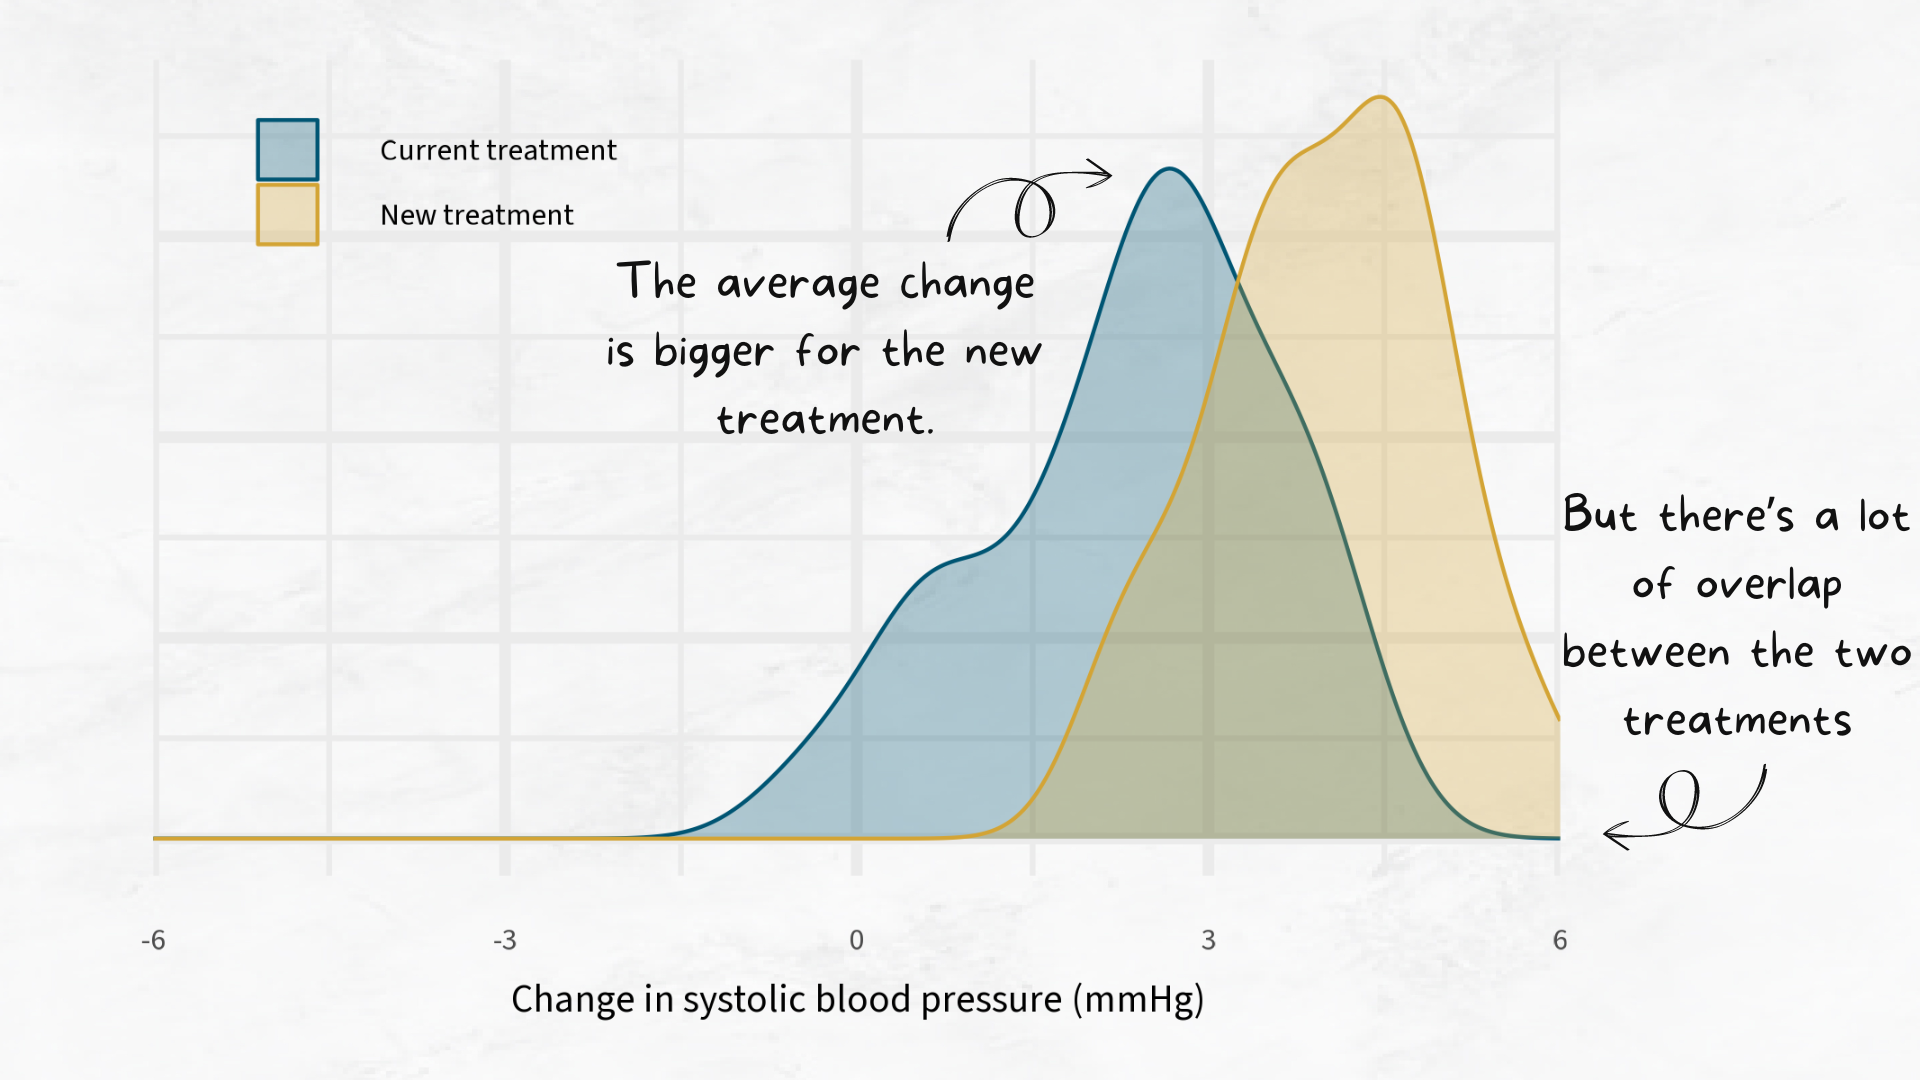 Current treatment
New treatment
The average change
is bigger for the new
treatment.
But there's a lot
of overlap
between the two
treatments
-6 -3 0 3 6
Change in systolic blood pressure (mmHg)